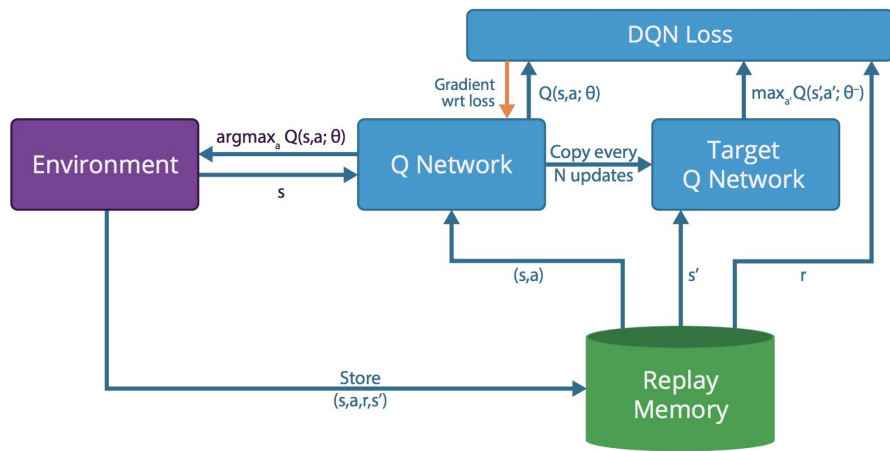 DQN Loss
Gradient
wrt loss
Q(s,a; θ)
maxₐ' Q(s',a'; θ⁻)
argmaxₐ Q(s,a; θ)
Environment
s
Q Network
Copy every
N updates
Target
Q Network
(s,a)
s'
r
Store
(s,a,r,s')
Replay
Memory